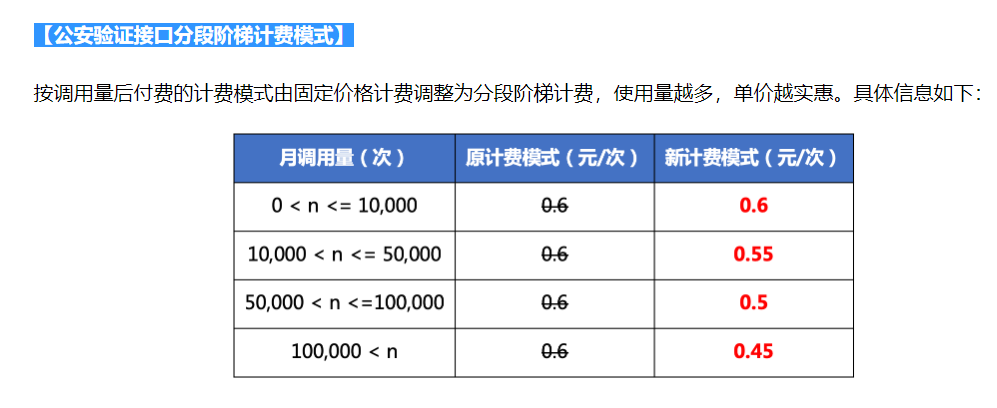 【公安验证接口分段阶梯计费模式】
按调用量后付费的计费模式由固定价格计费调整为分段阶梯计费，使用量越多，单价越实惠。具体信息如下：
月调用量（次） 原计费模式（元/次） 新计费模式（元/次）
0 < n <= 10,000 0.6 0.6
10,000 < n <= 50,000 0.6 0.55
50,000 < n <=100,000 0.6 0.5
100,000 < n 0.6 0.45